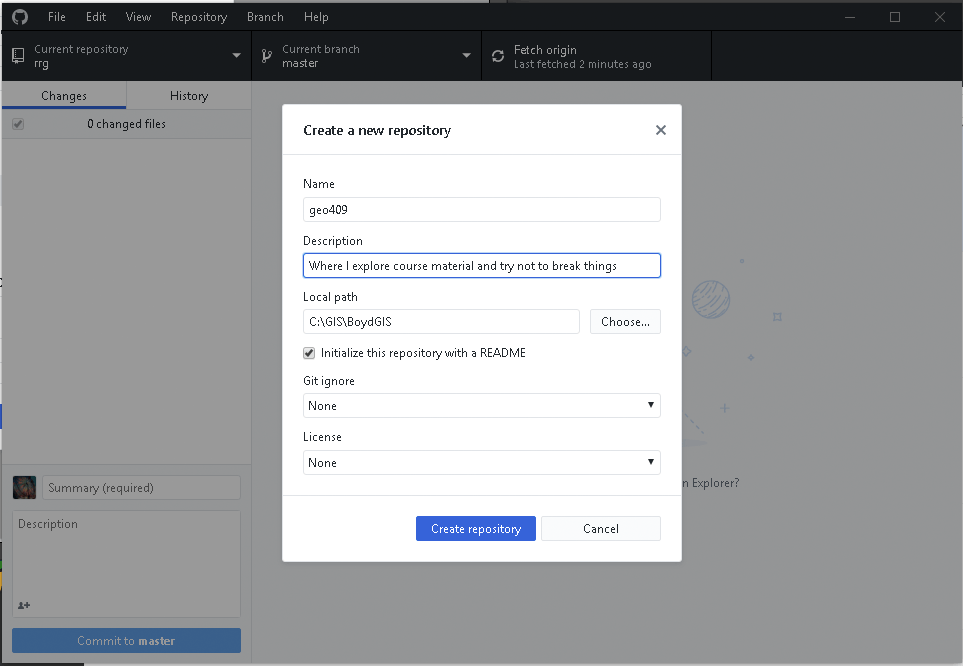 File Edit View Repository Branch Help
Current repository
rrg
Current branch
master
Fetch origin
Last fetched 2 minutes ago
Changes History
0 changed files
Create a new repository
Name
geo409
Description
Where I explore course material and try not to break things
Local path
C:\GIS\BoydGIS Choose...
Initialize this repository with a README
Git ignore
None
License
None
Create repository Cancel
n Explorer?
Summary (required)
Description
Commit to master